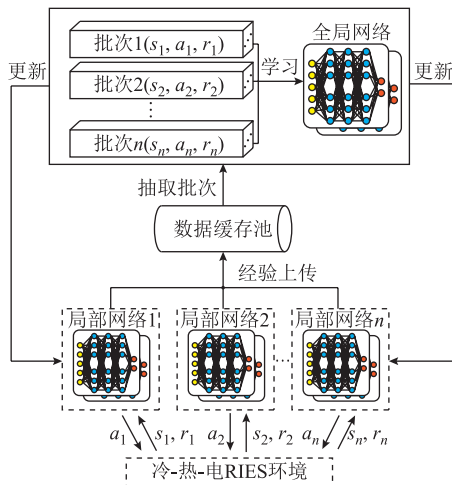 批次1(s₁, a₁, r₁)
批次2(s₂, a₂, r₂)
⋮
批次n(sₙ, aₙ, rₙ)
学习
全局网络
更新
更新
抽取批次
数据缓存池
经验上传
局部网络1
局部网络2
…
局部网络n
a₁
s₁, r₁
a₂
s₂, r₂
aₙ
sₙ, rₙ
冷-热-电RIES环境